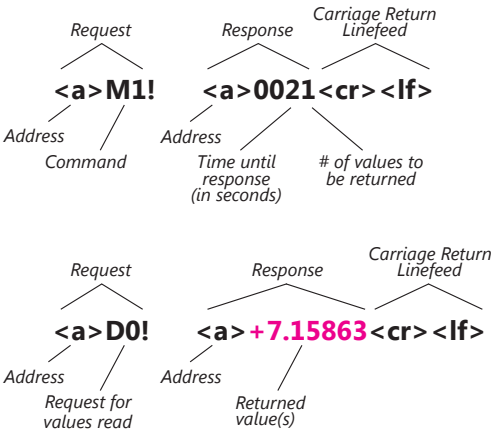 Carriage Return
Request Response Linefeed
<a>M1! <a>0021<cr><lf>
Address Address
Command Time until # of values to
response be returned
(in seconds)
Carriage Return
Request Response Linefeed
<a>D0! <a>+7.15863<cr><lf>
Address Address
Request for Returned
values read value(s)